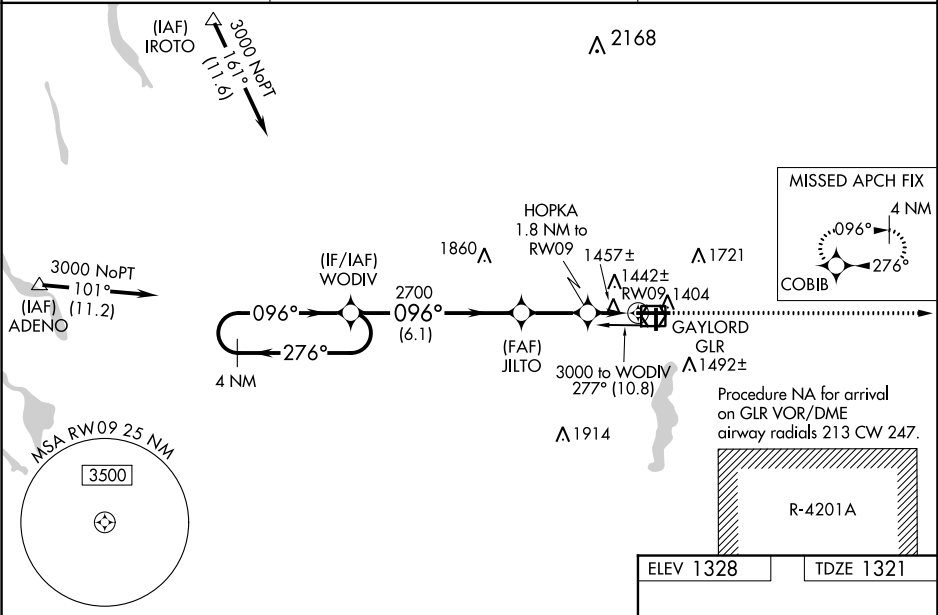 (IAF)
IROTO
3000 NoPT
161°
(11.6)
2168
MISSED APCH FIX
4 NM
096°
276°
COBIB
HOPKA
1.8 NM to
RW09
1860
1457±
1442±
RW09
1404
1721
3000 NoPT
101°
(11.2)
(IAF)
ADENO
(IF/IAF)
WODIV
096°
2700
096°
(6.1)
276°
4 NM
(FAF)
JILTO
GAYLORD
GLR
1492±
3000 to WODIV
277° (10.8)
1914
Procedure NA for arrival
on GLR VOR/DME
airway radials 213 CW 247.
MSA RW09 25 NM
3500
R-4201A
ELEV 1328
TDZE 1321